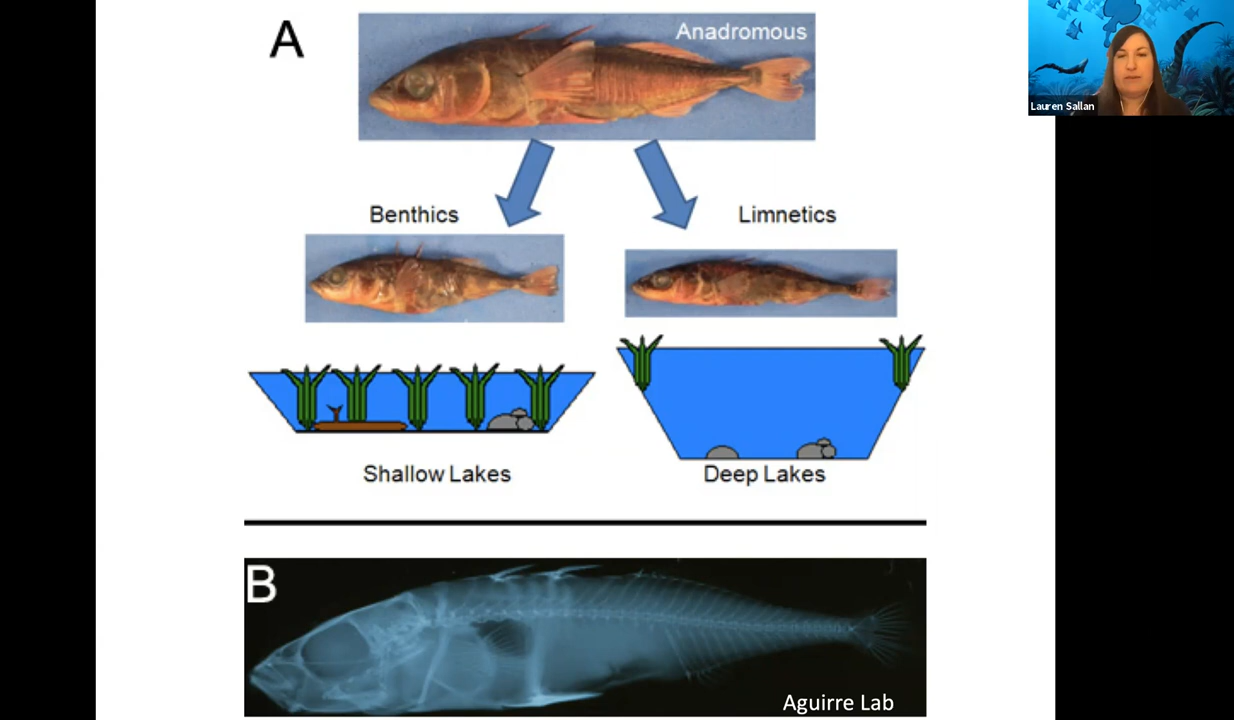 A
Anadromous
Lauren Sallan
Benthics
Limnetics
Shallow Lakes
Deep Lakes
B
Aguirre Lab